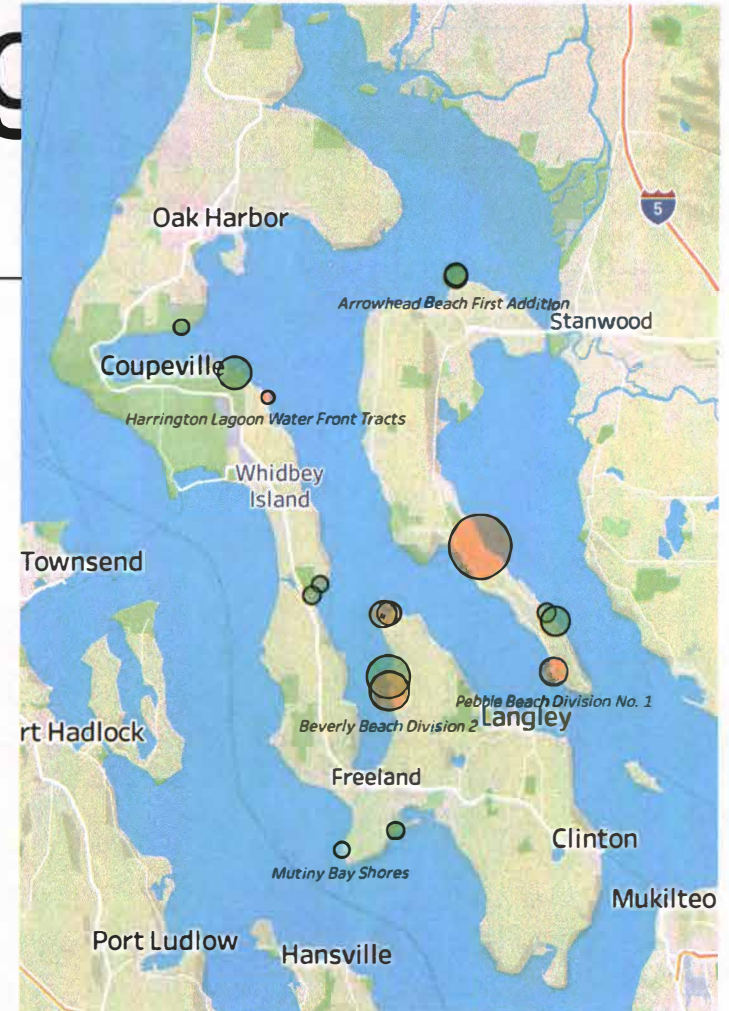 g
5
Oak Harbor
Arrowhead Beach First Addition
Stanwood
Coupeville
Harrington Lagoon Water Front Tracts
Whidbey
Island
Townsend
Pebble Beach Division No. 1
Langley
Beverly Beach Division 2
rt Hadlock
Freeland
Clinton
Mutiny Bay Shores
Mukilteo
Port Ludlow
Hansville